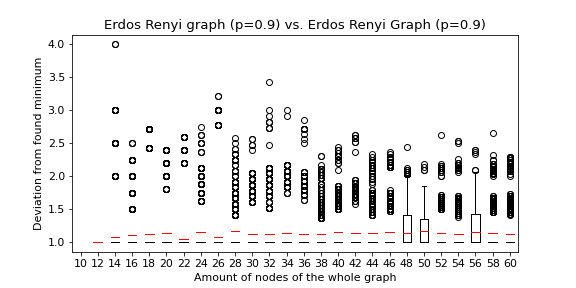 Erdos Renyi graph (p=0.9) vs. Erdos Renyi Graph (p=0.9)
4.0
3.5
3.0
2.5
2.0
1.5
1.0
Deviation from found minimum
10 12 14 16 18 20 22 24 26 28 30 32 34 36 38 40 42 44 46 48 50 52 54 56 58 60
Amount of nodes of the whole graph